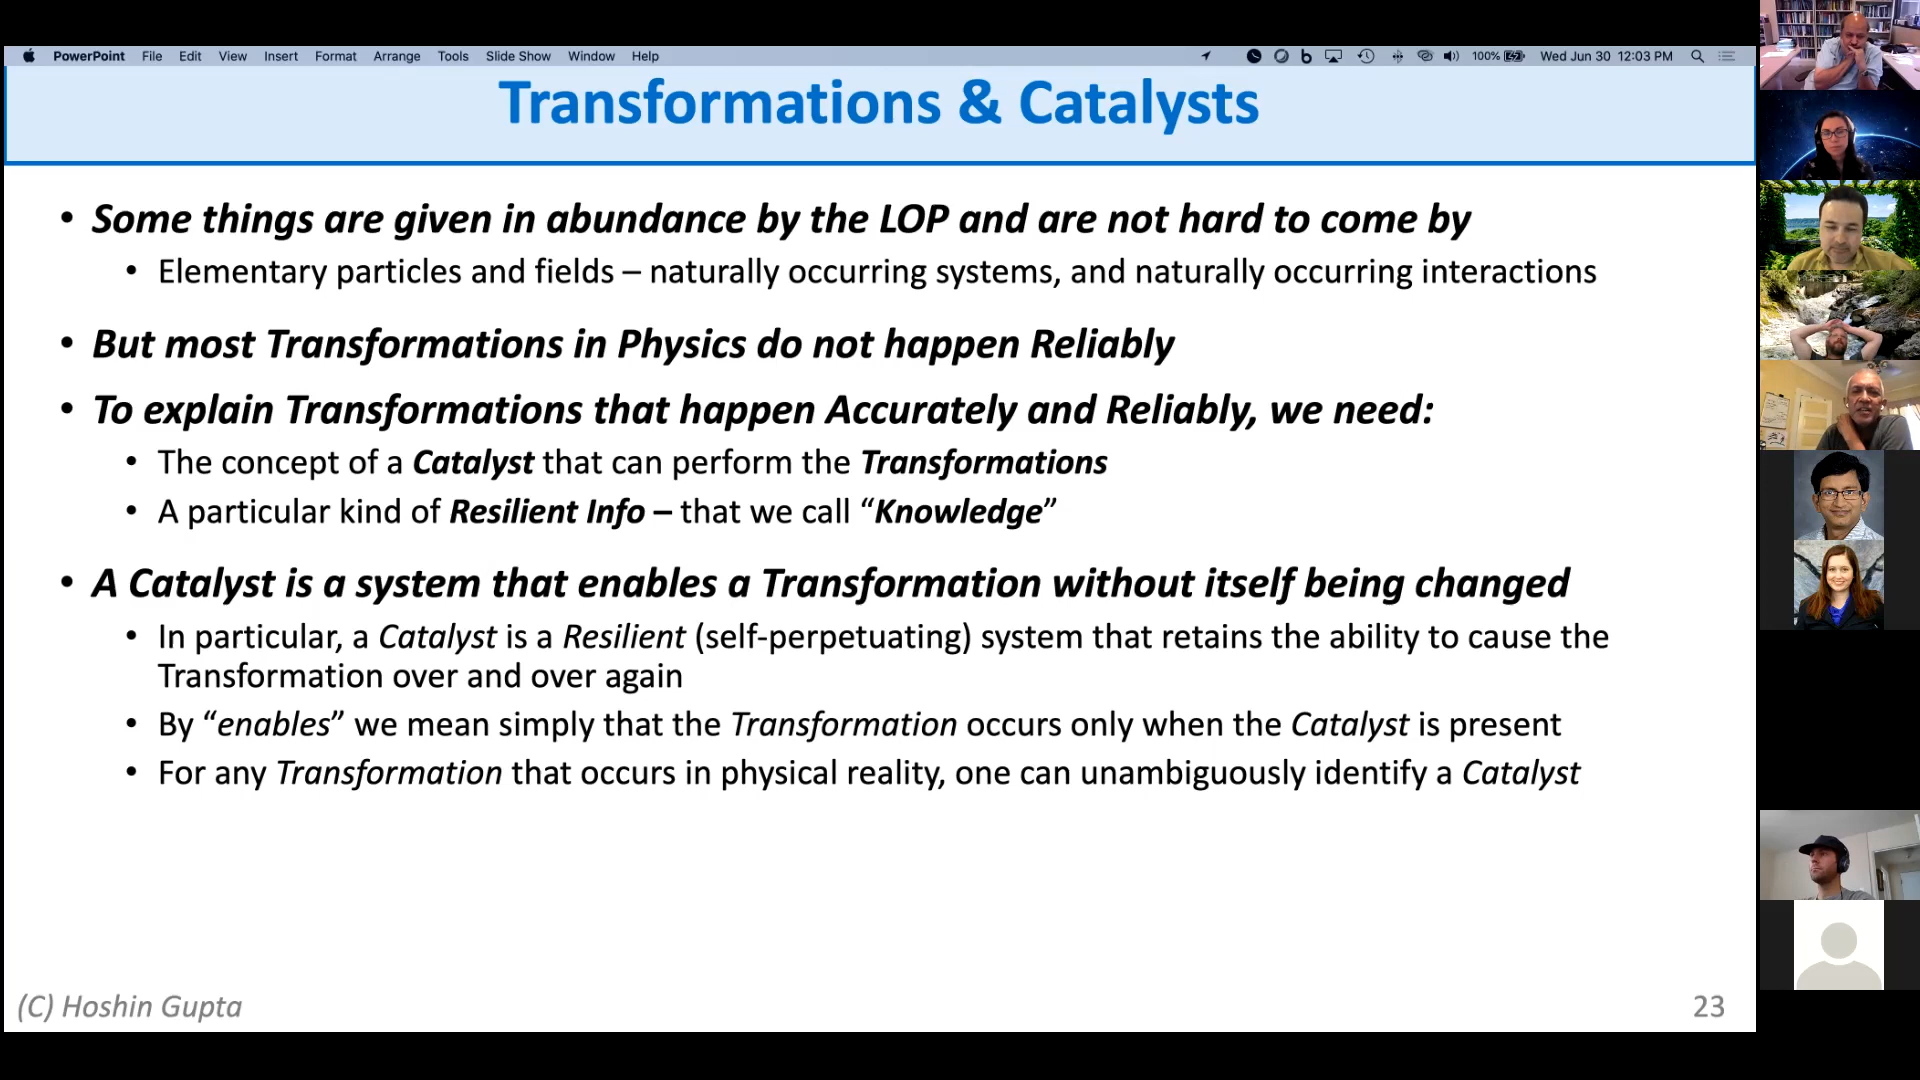 PowerPoint File Edit View Insert Format Arrange Tools Slide Show Window Help 100% Wed Jun 30 12:03 PM
Transformations & Catalysts
• Some things are given in abundance by the LOP and are not hard to come by
• Elementary particles and fields – naturally occurring systems, and naturally occurring interactions
• But most Transformations in Physics do not happen Reliably
• To explain Transformations that happen Accurately and Reliably, we need:
• The concept of a Catalyst that can perform the Transformations
• A particular kind of Resilient Info – that we call “Knowledge”
• A Catalyst is a system that enables a Transformation without itself being changed
• In particular, a Catalyst is a Resilient (self-perpetuating) system that retains the ability to cause the
Transformation over and over again
• By “enables” we mean simply that the Transformation occurs only when the Catalyst is present
• For any Transformation that occurs in physical reality, one can unambiguously identify a Catalyst
(C) Hoshin Gupta
23